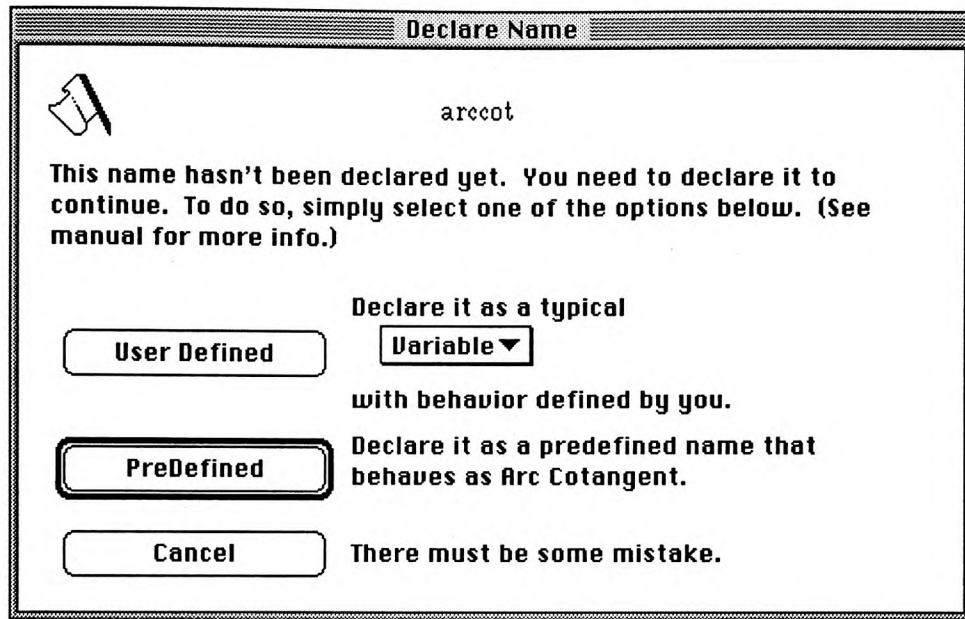 Declare Name
arccot
This name hasn't been declared yet. You need to declare it to
continue. To do so, simply select one of the options below. (See
manual for more info.)
Declare it as a typical
User Defined
Variable
with behavior defined by you.
PreDefined
Declare it as a predefined name that
behaves as Arc Cotangent.
Cancel
There must be some mistake.